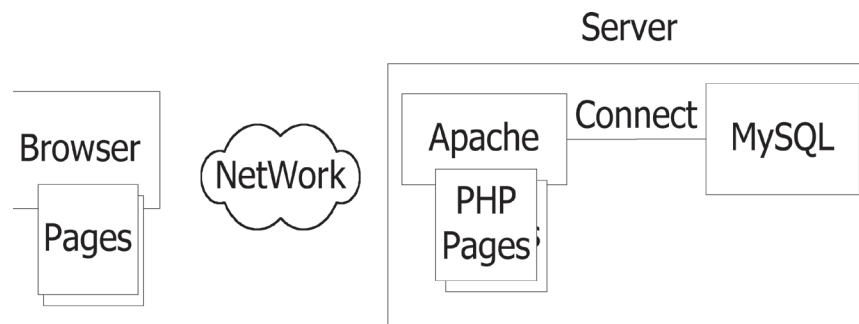 Server
Browser
Pages
NetWork
Apache
PHP
Pages
Connect
MySQL